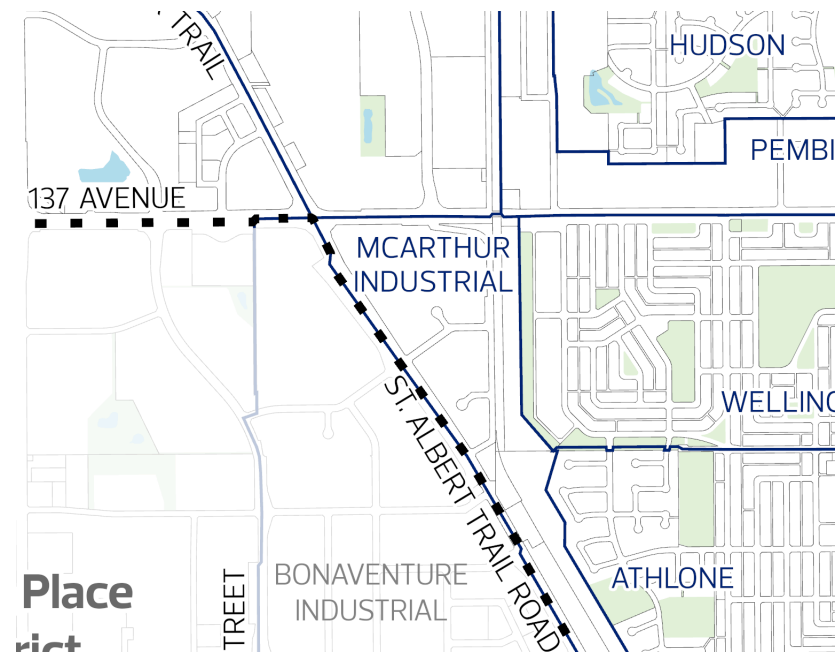 TRAIL
HUDSON
PEMBI
137 AVENUE
MCARTHUR
INDUSTRIAL
ST. ALBERT TRAIL ROAD
WELLING
BONAVENTURE
INDUSTRIAL
ATHLONE
TREET
Place
rict